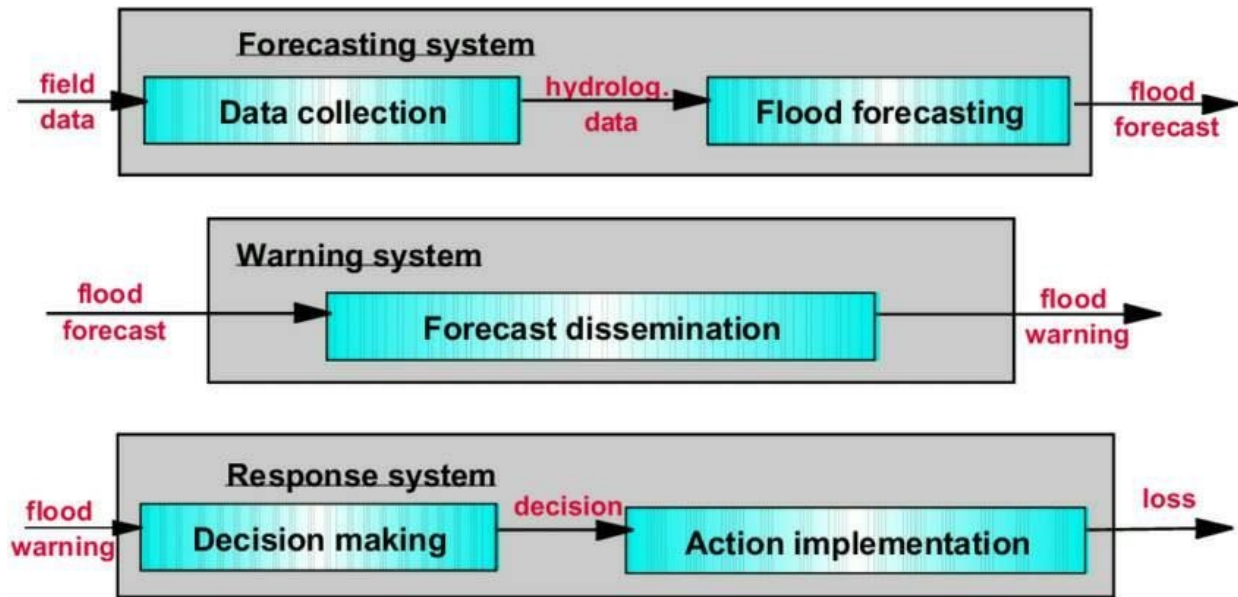 Forecasting system
field
data
Data collection
hydrolog.
data
Flood forecasting
flood
forecast
Warning system
flood
forecast
Forecast dissemination
flood
warning
Response system
flood
warning
Decision making
decision
Action implementation
loss